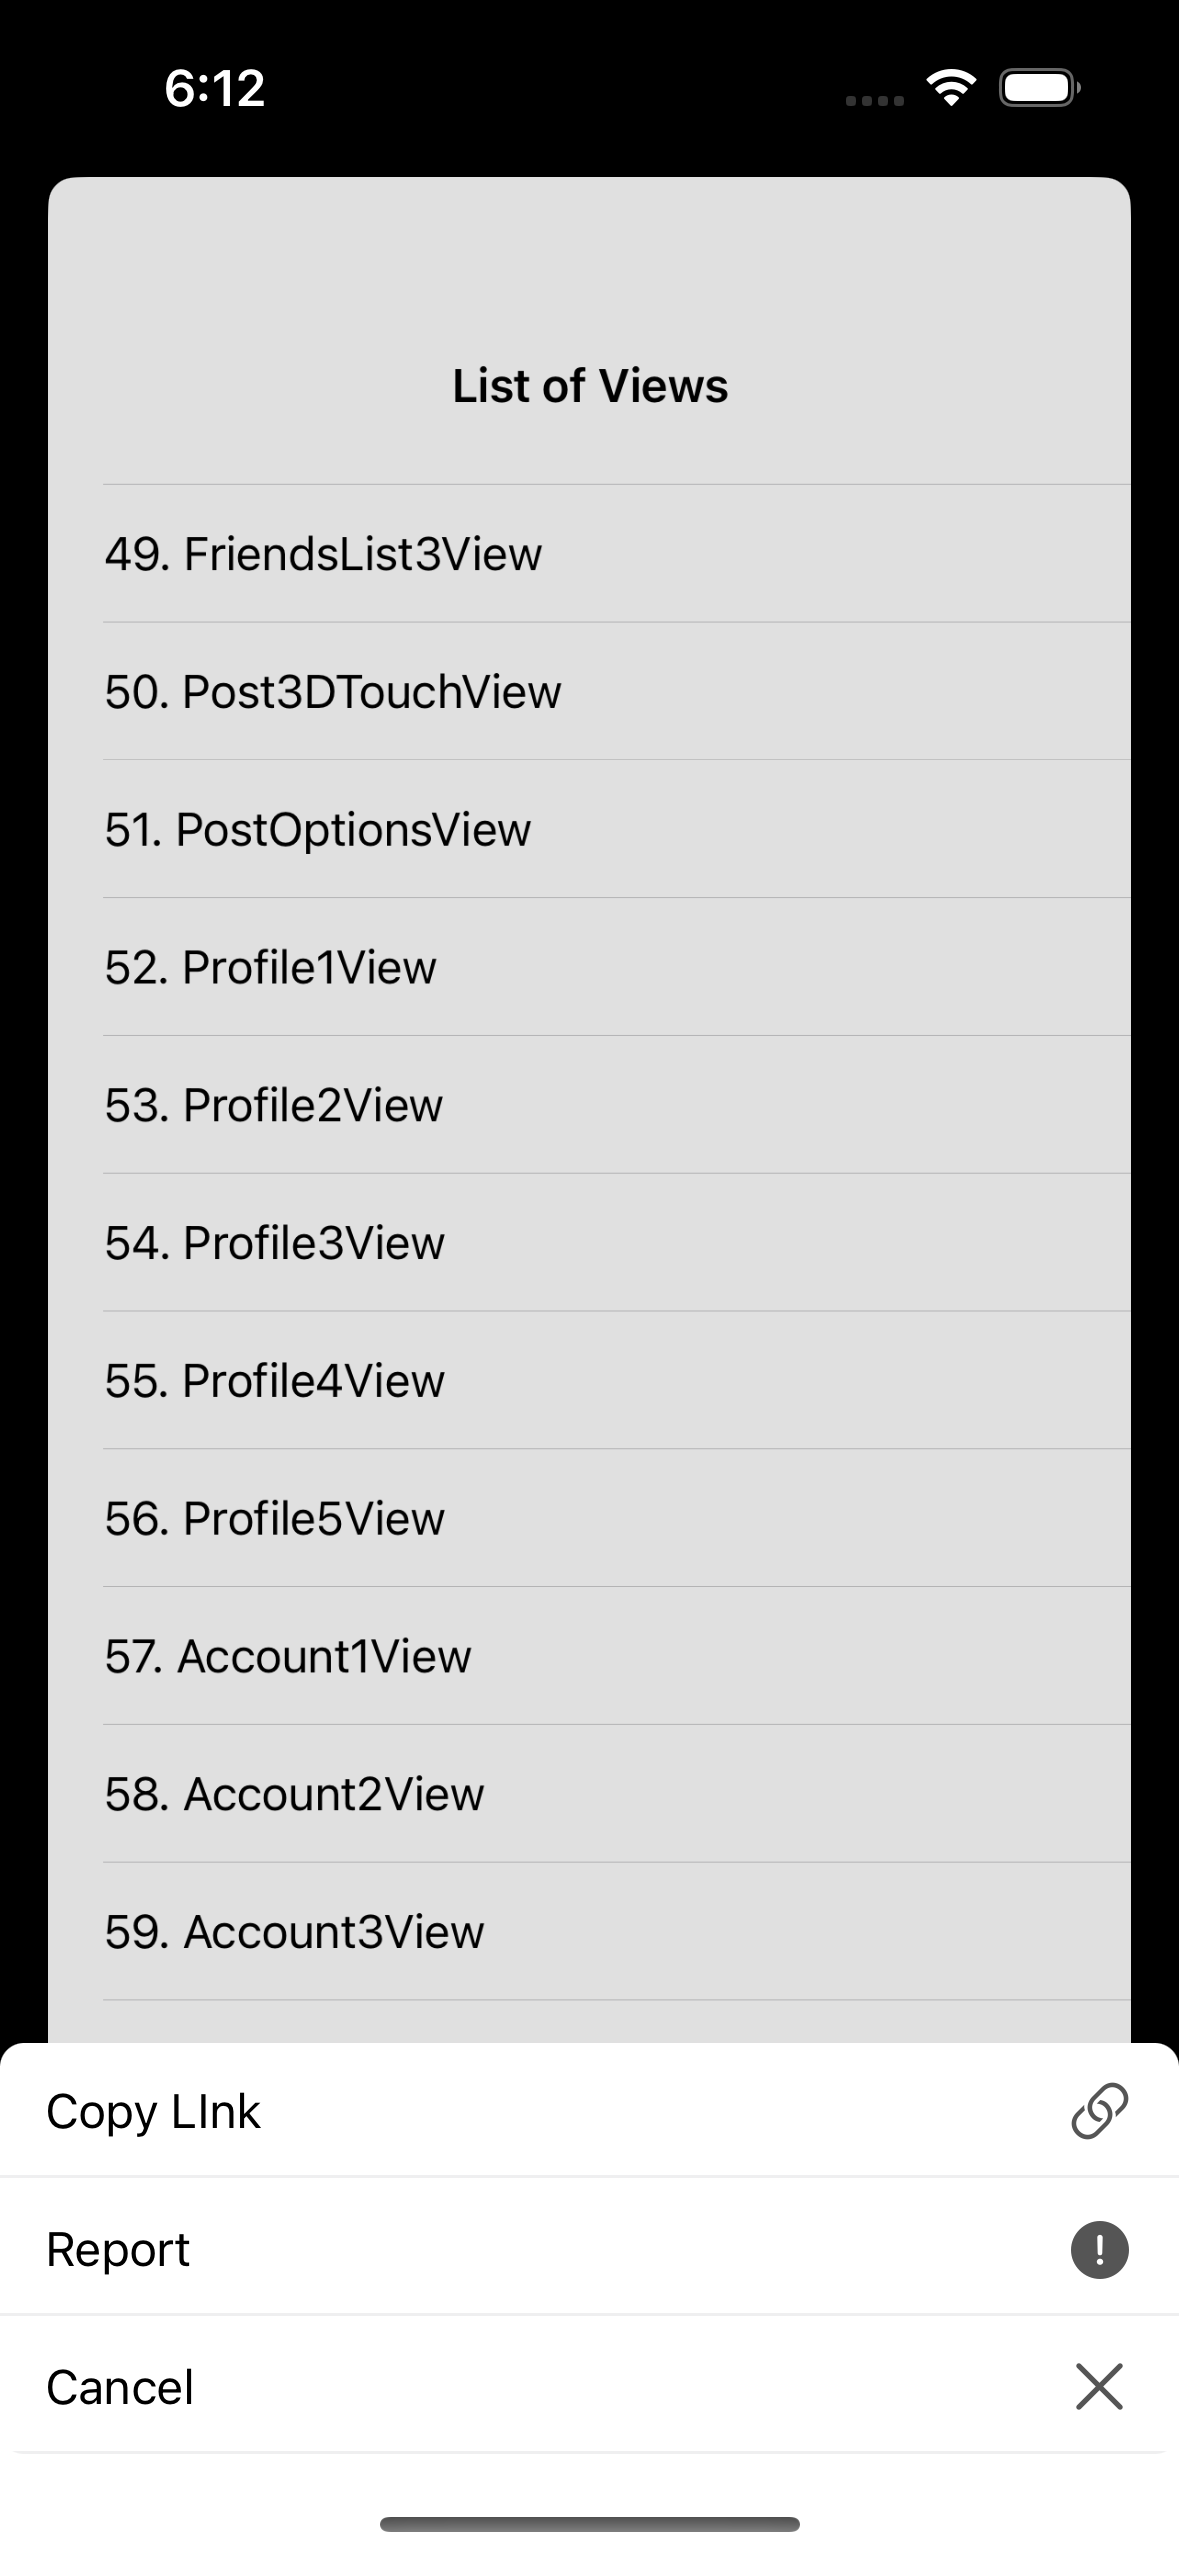 6:12
List of Views
49. FriendsList3View
50. Post3DTouchView
51. PostOptionsView
52. Profile1View
53. Profile2View
54. Profile3View
55. Profile4View
56. Profile5View
57. Account1View
58. Account2View
59. Account3View
Copy LInk
Report
Cancel